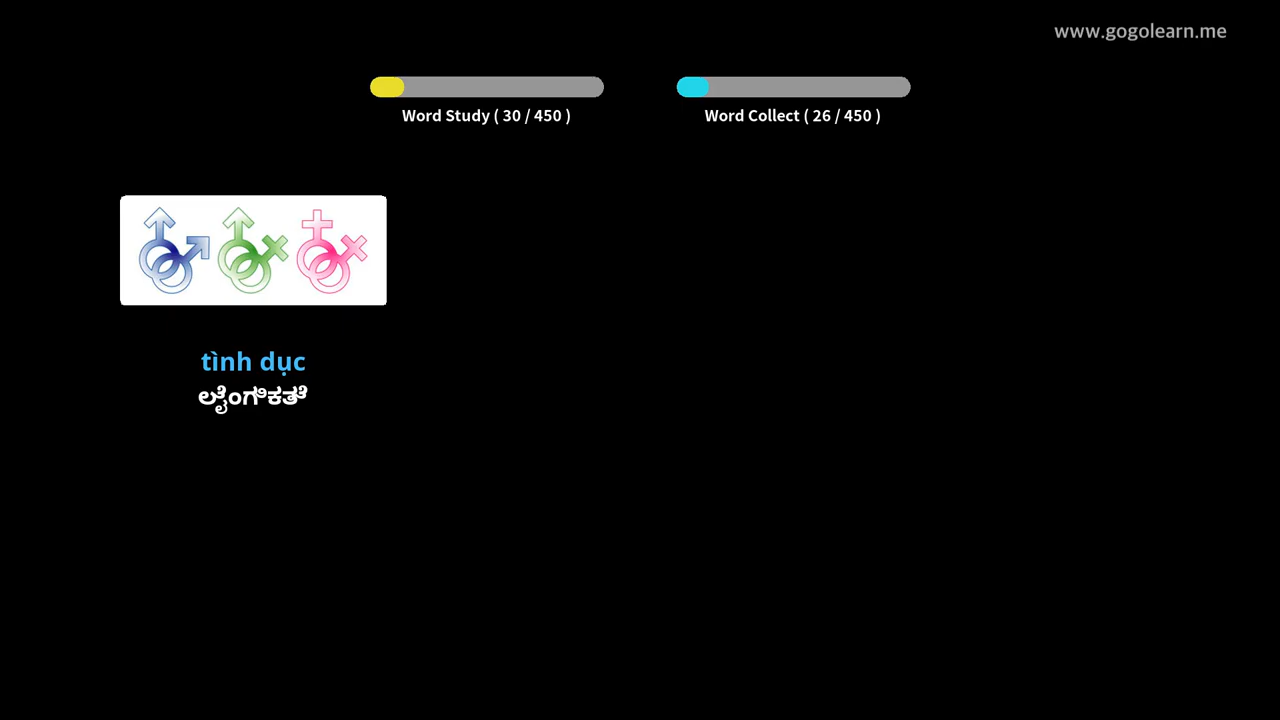 www.gogolearn.me
Word Study ( 30 / 450 )
Word Collect ( 26 / 450 )
tình dục
ಲೈಂಗಿಕತೆ